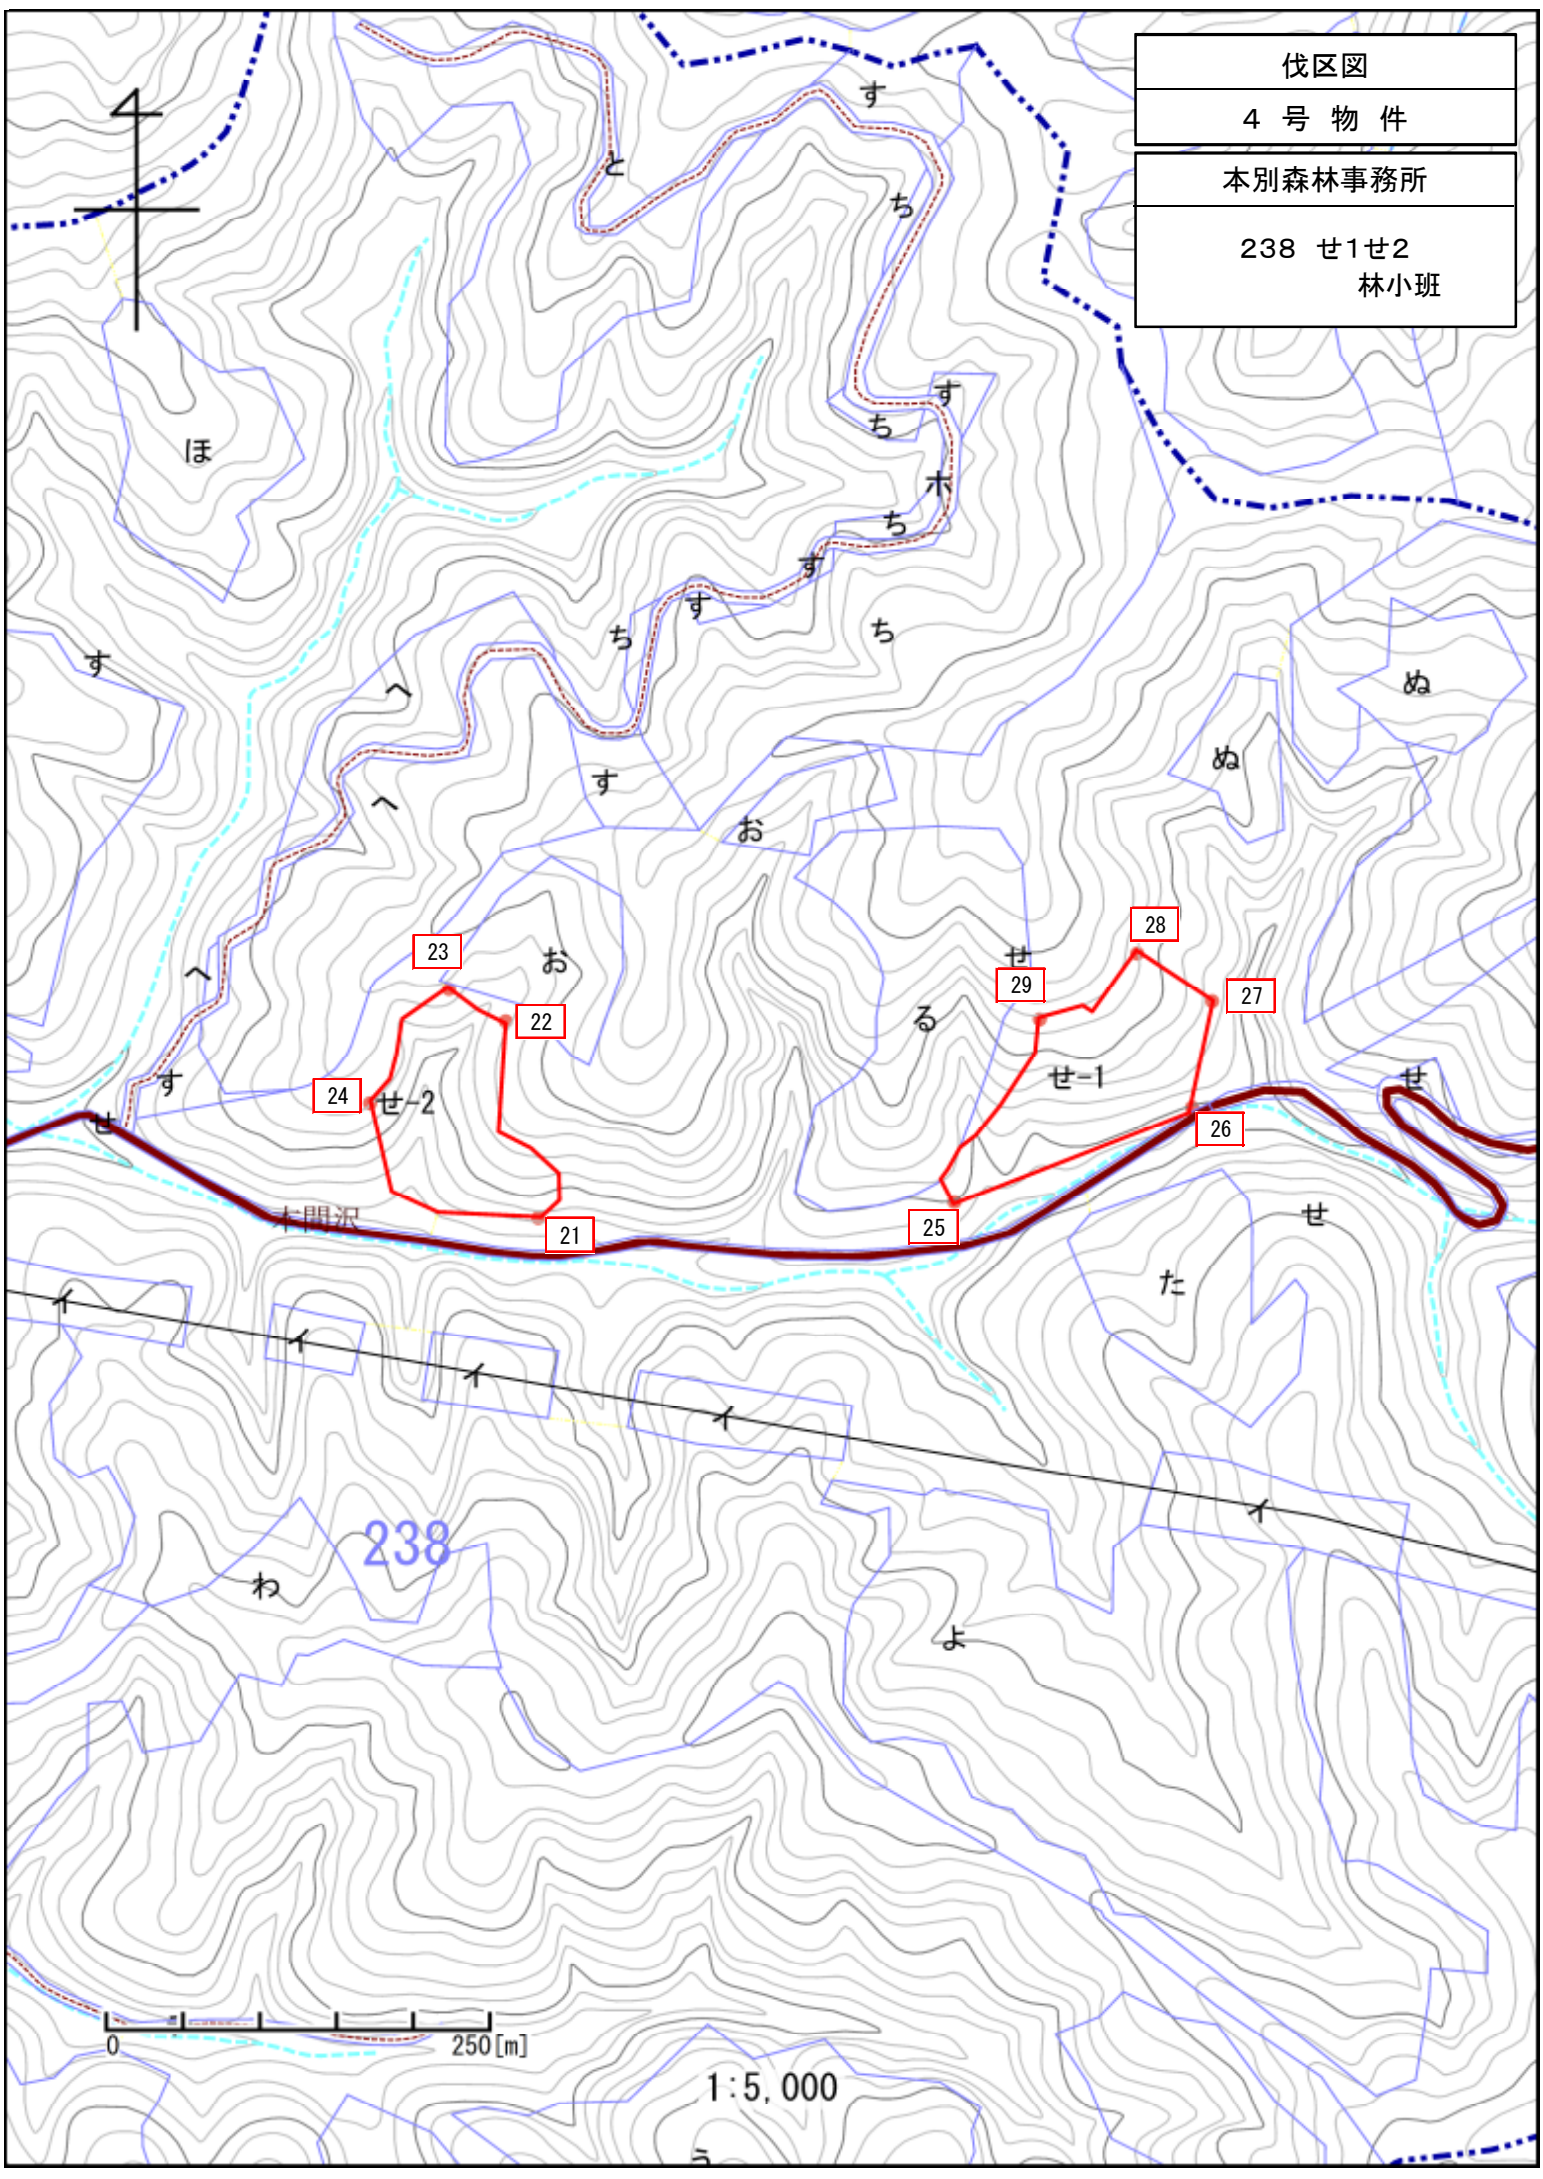 伐区図
4 号 物 件
本別森林事務所
238 せ1せ2
林小班
す
と
ち
す
ほ
ち
ホ
ち
す
す
ち
ち
す
へ
ぬ
ぬ
す
へ
お
23
お
28
せ
29
27
へ
22
る
す
24
せ-2
せ-1
せ
せ
26
本間沢
21
25
せ
た
イ
イ
イ
イ
イ
238
わ
よ
0
250[m]
1:5,000